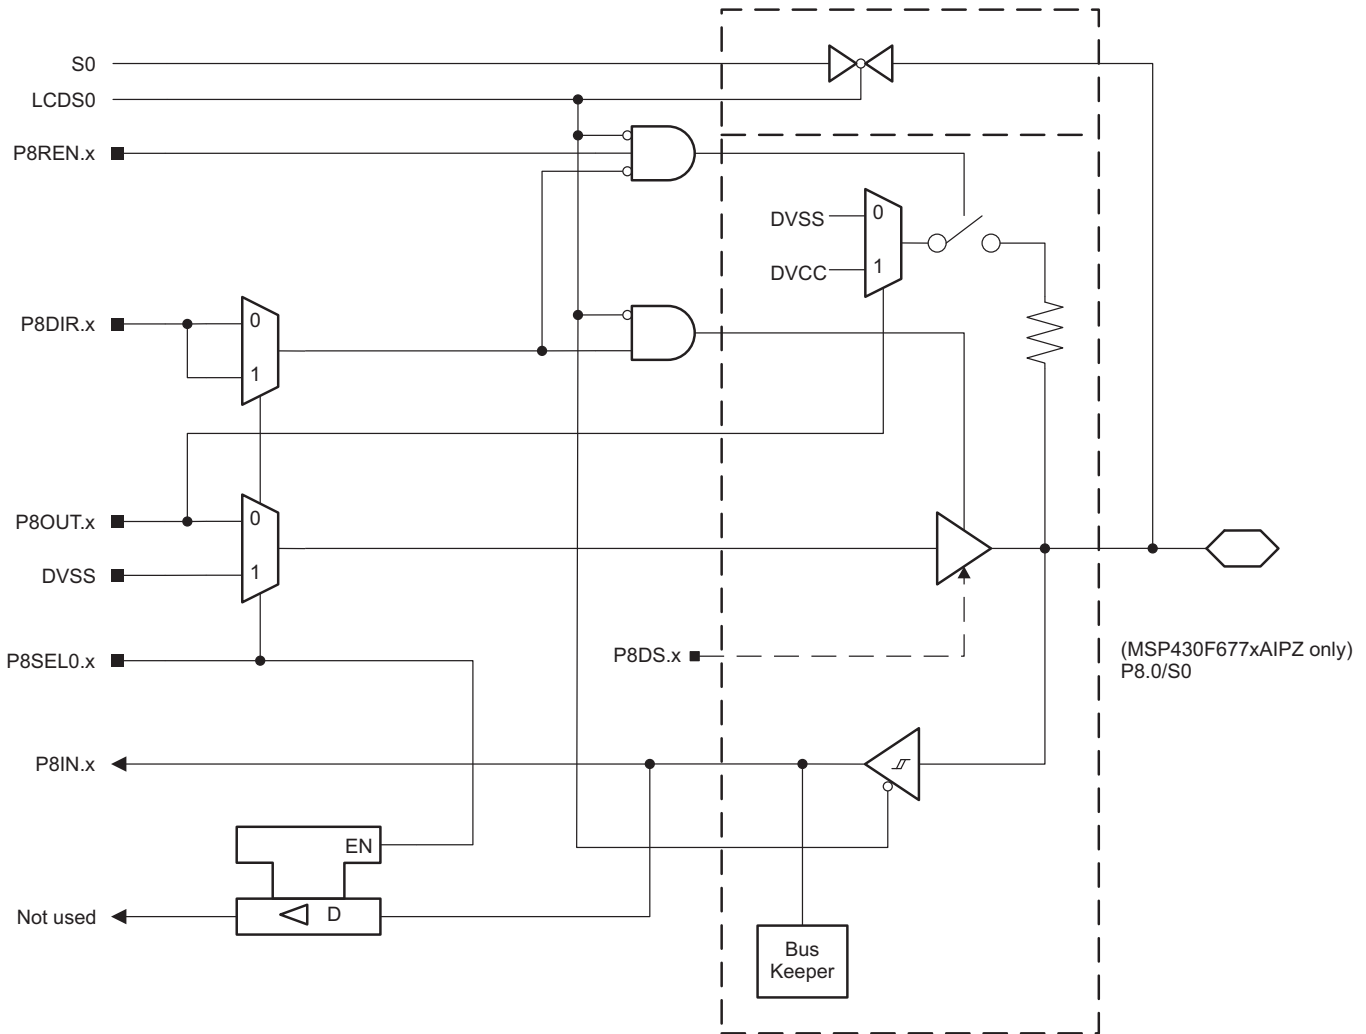 S0
LCDS0
P8REN.x
DVSS
0
DVCC
1
P8DIR.x
0
1
P8OUT.x
0
DVSS
1
P8SEL0.x
P8DS.x
(MSP430F677xAIPZ only)
P8.0/S0
P8IN.x
EN
Not used
D
Bus
Keeper